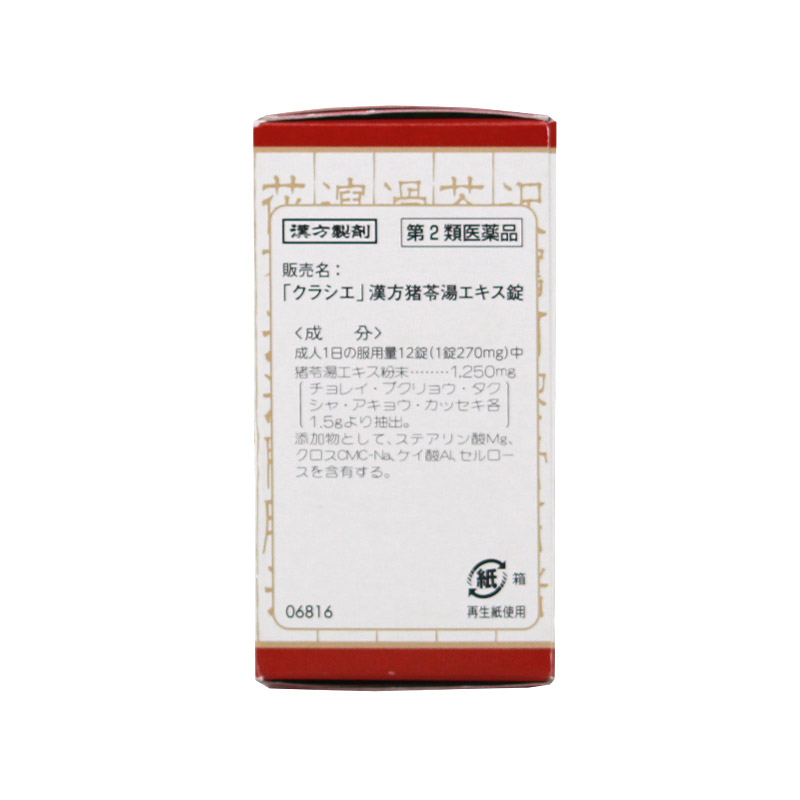 花 滑 苓 沢
漢方製剤 第2類医薬品
販売名：
「クラシエ」漢方猪苓湯エキス錠
〈成　分〉
成人1日の服用量12錠(1錠270mg)中
猪苓湯エキス粉末………1,250mg
チョレイ・ブクリョウ・タク
シャ・アキョウ・カッセキ各
1.5gより抽出。
添加物として、ステアリン酸Mg、
クロスCMC-Na、ケイ酸Al、セルロー
スを含有する。
紙 箱
06816 再生紙使用